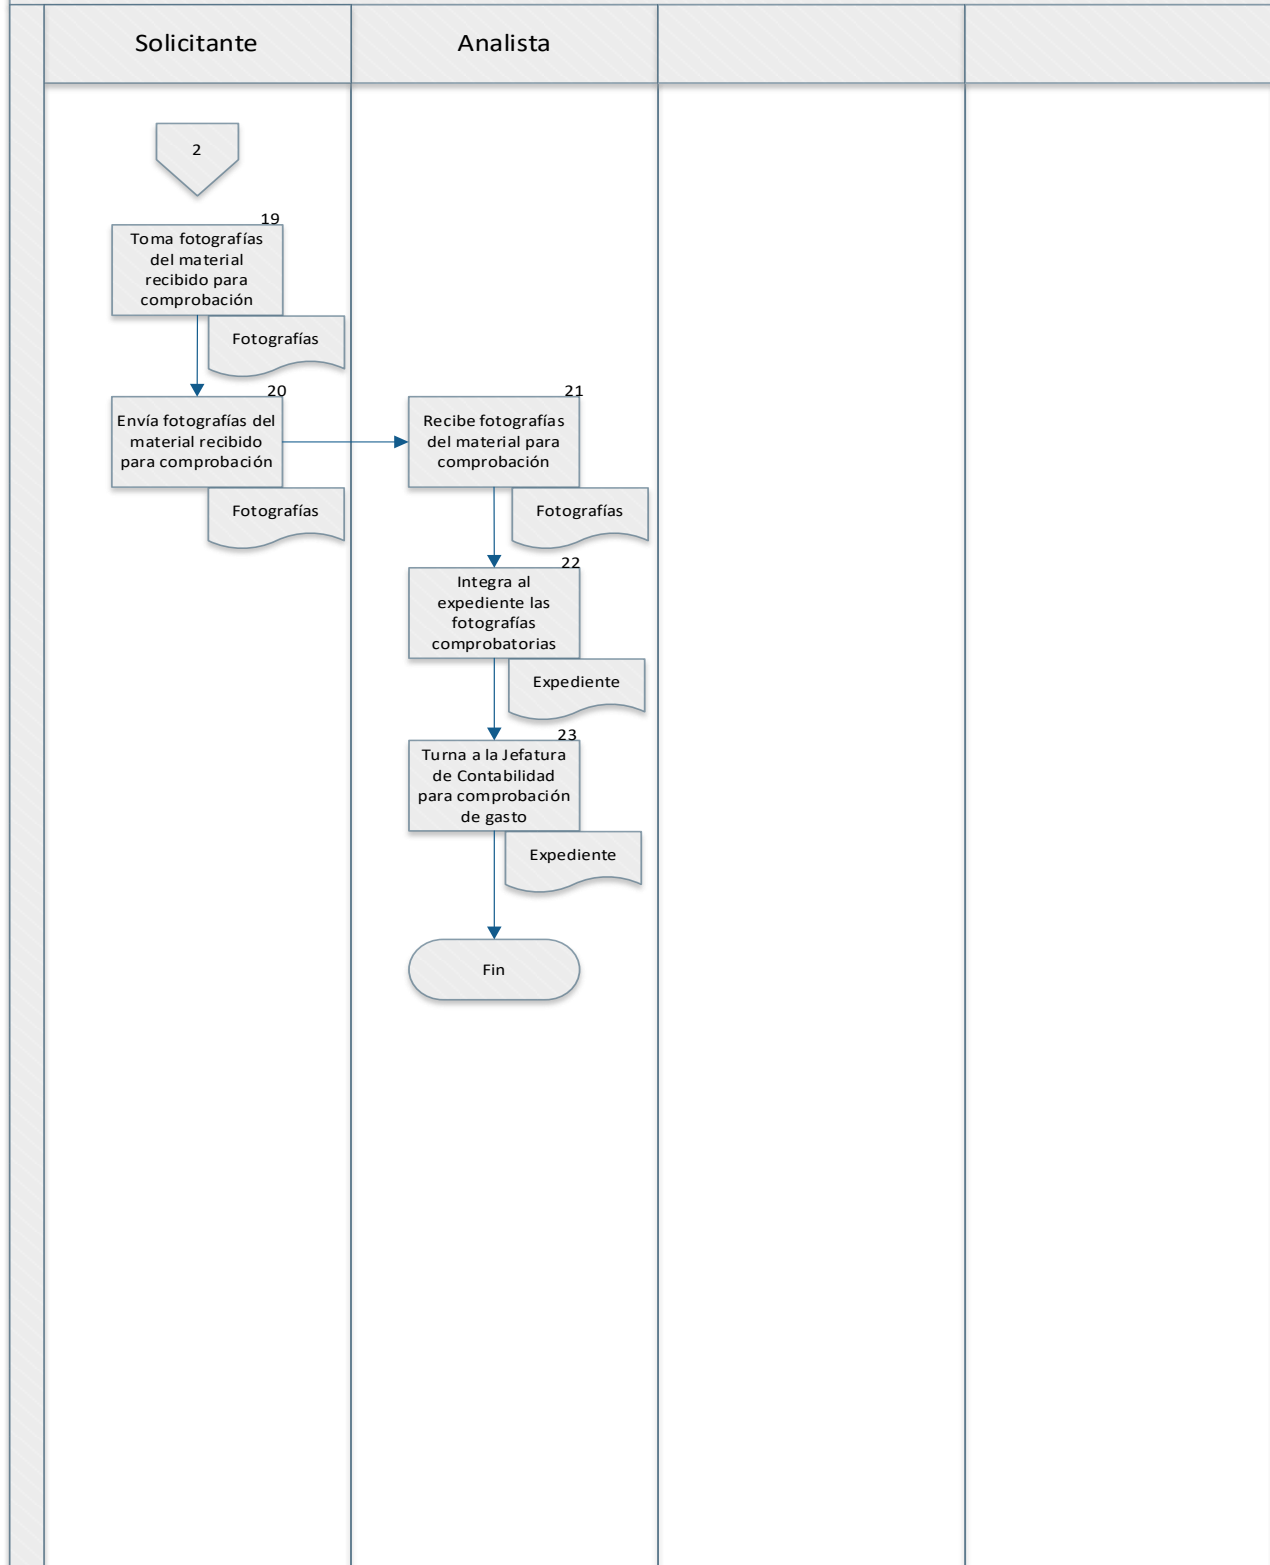 Solicitante
Analista
2
19
Toma fotografías
del material
recibido para
comprobación
Fotografías
20
Envía fotografías del
material recibido
para comprobación
Fotografías
21
Recibe fotografías
del material para
comprobación
Fotografías
22
Integra al
expediente las
fotografías
comprobatorias
Expediente
23
Turna a la Jefatura
de Contabilidad
para comprobación
de gasto
Expediente
Fin